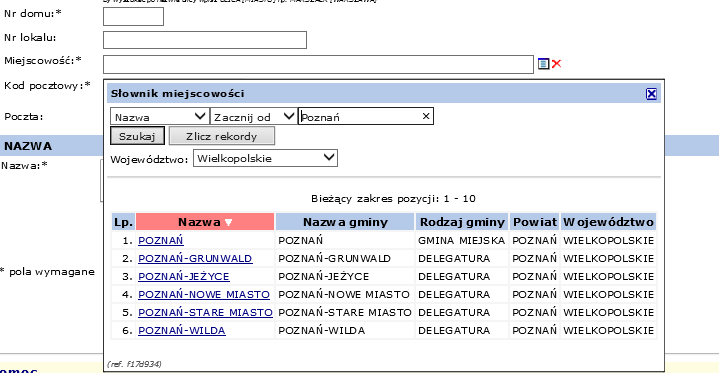 Nr domu:*
Nr lokalu:
Miejscowość:*
Kod pocztowy:*
Poczta:
NAZWA
Nazwa:*
* pola wymagane
Słownik miejscowości
Nazwa Zacznij od Poznań
Szukaj Zlicz rekordy
Województwo: Wielkopolskie
Bieżący zakres pozycji: 1 - 10
Lp. Nazwa Nazwa gminy Rodzaj gminy Powiat Województwo
1. POZNAŃ POZNAŃ GMINA MIEJSKA POZNAŃ WIELKOPOLSKIE
2. POZNAŃ-GRUNWALD POZNAŃ-GRUNWALD DELEGATURA POZNAŃ WIELKOPOLSKIE
3. POZNAŃ-JEŻYCE POZNAŃ-JEŻYCE DELEGATURA POZNAŃ WIELKOPOLSKIE
4. POZNAŃ-NOWE MIASTO POZNAŃ-NOWE MIASTO DELEGATURA POZNAŃ WIELKOPOLSKIE
5. POZNAŃ-STARE MIASTO POZNAŃ-STARE MIASTO DELEGATURA POZNAŃ WIELKOPOLSKIE
6. POZNAŃ-WILDA POZNAŃ-WILDA DELEGATURA POZNAŃ WIELKOPOLSKIE
(ref. f17d934)